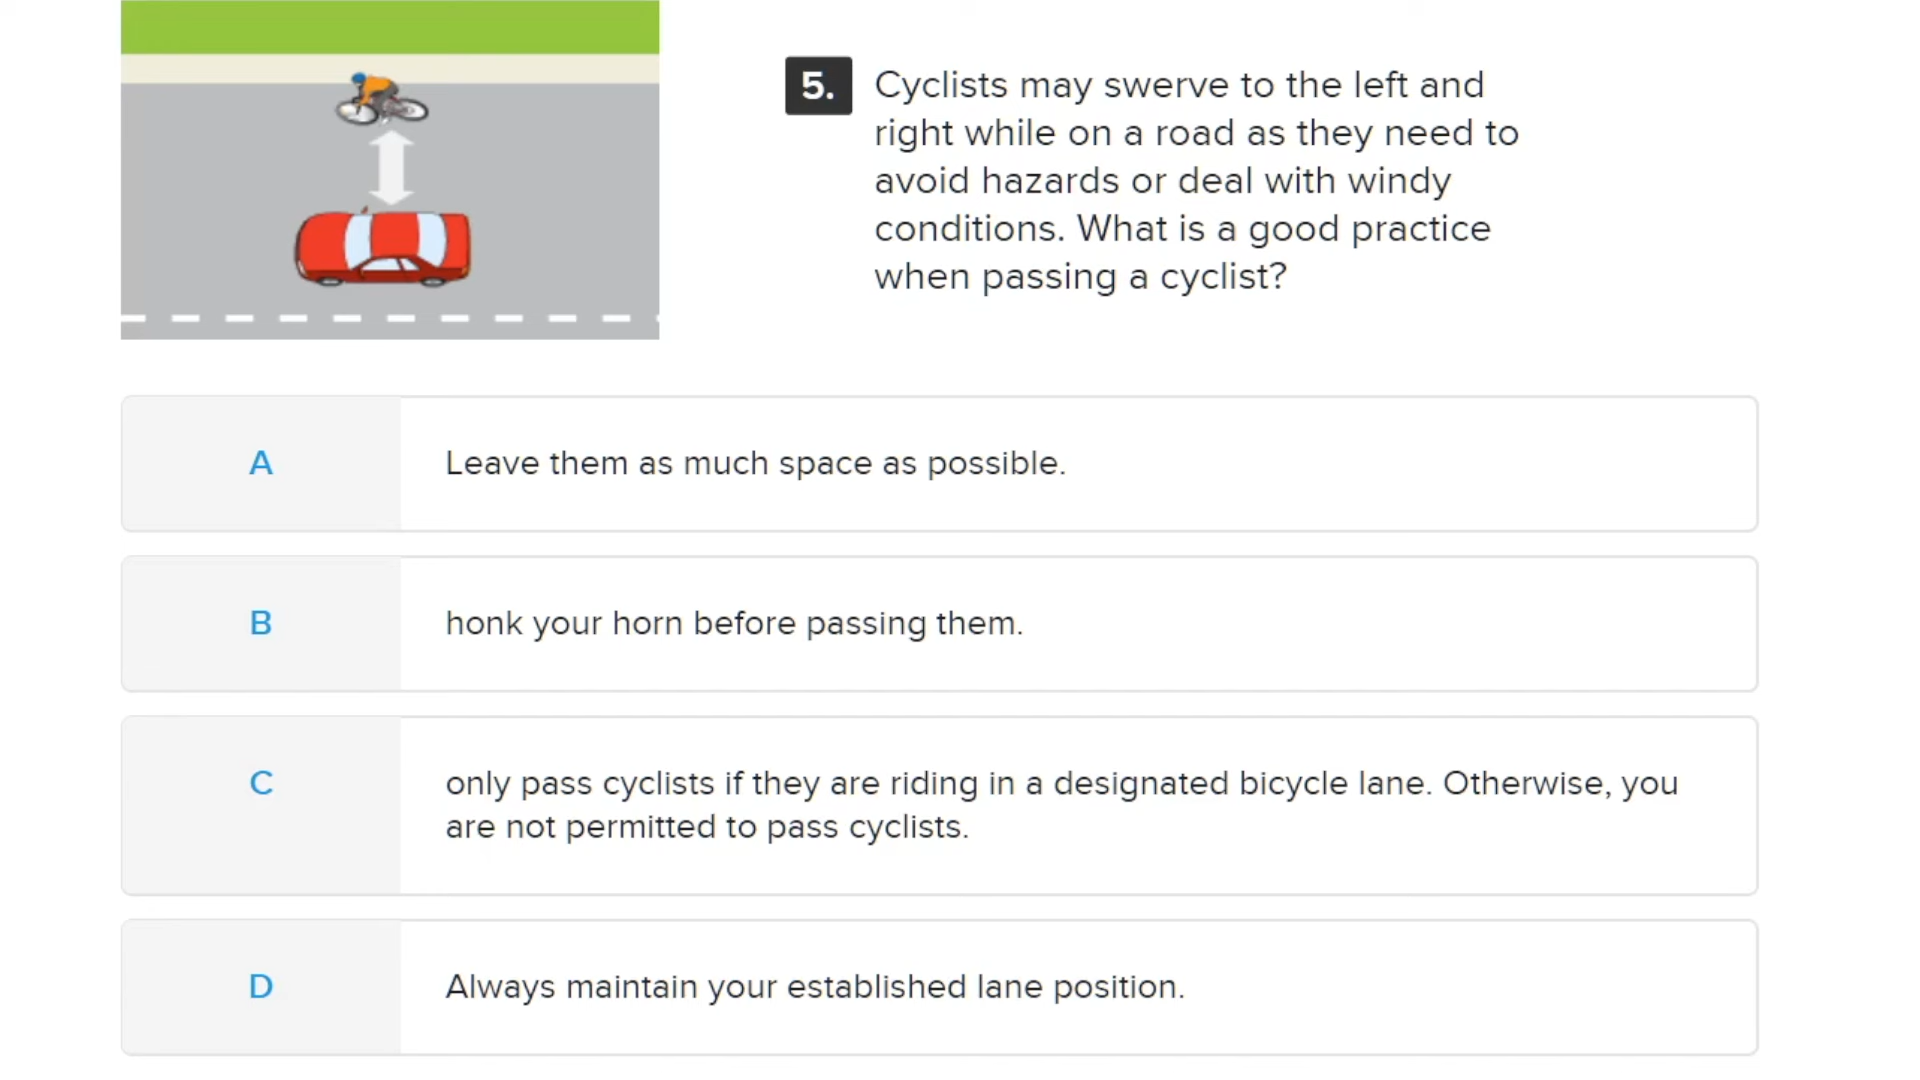 5. Cyclists may swerve to the left and
right while on a road as they need to
avoid hazards or deal with windy
conditions. What is a good practice
when passing a cyclist?
A Leave them as much space as possible.
B honk your horn before passing them.
C only pass cyclists if they are riding in a designated bicycle lane. Otherwise, you
are not permitted to pass cyclists.
D Always maintain your established lane position.